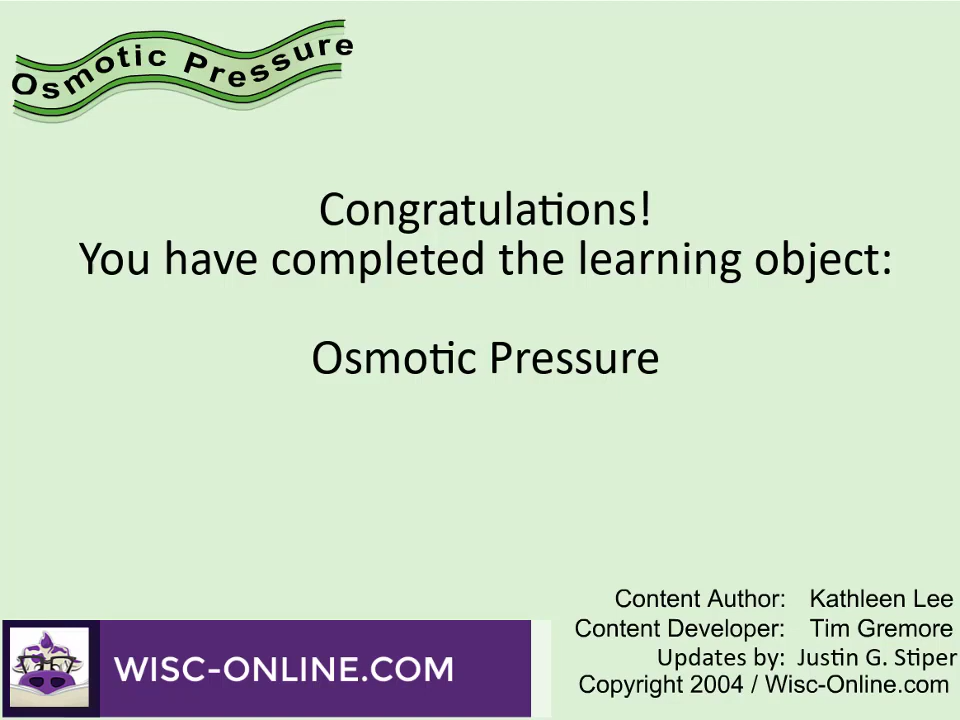 Osmotic Pressure
Congratulations!
You have completed the learning object:
Osmotic Pressure
Content Author: Kathleen Lee
Content Developer: Tim Gremore
Updates by: Justin G. Stiper
Copyright 2004 / Wisc-Online.com
WISC-ONLINE.COM